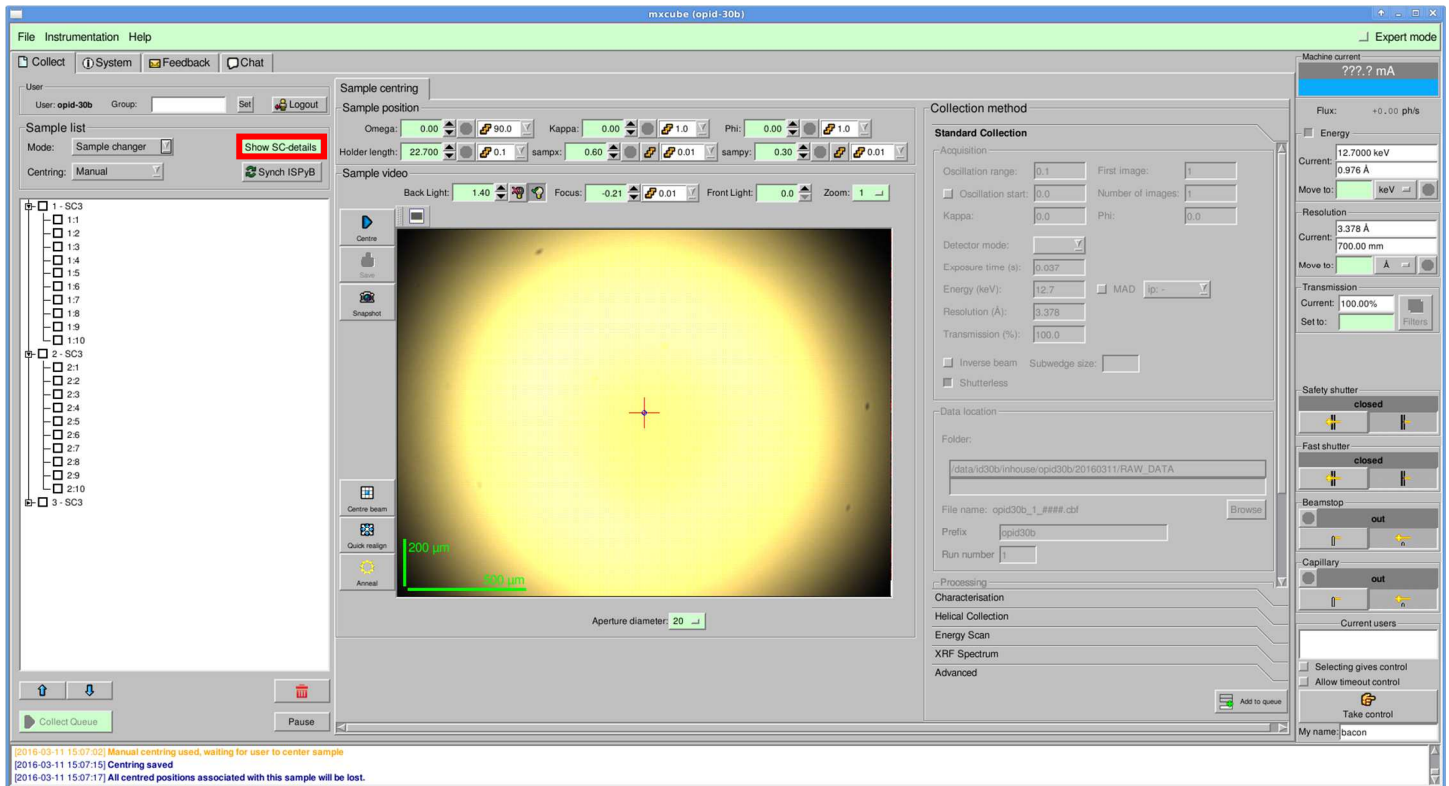 mxcube (opid-30b)
File Instrumentation Help
Expert mode
Collect System Feedback Chat
User
User: opid-30b Group: Set Logout
Sample list
Mode: Sample changer Show SC-details
Centring: Manual Synch ISPyB
1 - SC3
1:1
1:2
1:3
1:4
1:5
1:6
1:7
1:8
1:9
1:10
2 - SC3
2:1
2:2
2:3
2:4
2:5
2:6
2:7
2:8
2:9
2:10
3 - SC3
Collect Queue Pause
Sample centring
Sample position
Omega: 0.00 90.0 Kappa: 0.00 1.0 Phi: 0.00 1.0
Holder length: 22.700 0.1 sampx: 0.60 0.01 sampy: 0.30 0.01
Sample video
Back Light: 1.40 Focus: -0.21 0.01 Front Light: 0.0 Zoom: 1
Centre
Save
Snapshot
Centre beam
Quick realign
Anneal
200 µm
300 µm
Aperture diameter: 20
Collection method
Standard Collection
Acquisition
Oscillation range: 0.1 First image: 1
Oscillation start: 0.0 Number of images: 1
Kappa: 0.0 Phi: 0.0
Detector mode:
Exposure time (s): 0.037
Energy (keV): 12.7 MAD ip: -
Resolution (Å): 3.378
Transmission (%): 100.0
Inverse beam Subwedge size:
Shutterless
Data location
Folder:
/data/id30b/inhouse/opid30b/20160311/RAW_DATA
File name: opid30b_1_####.cbf Browse
Prefix opid30b
Run number 1
Processing
Characterisation
Helical Collection
Energy Scan
XRF Spectrum
Advanced
Add to queue
Machine current
???.? mA
Flux: +0.00 ph/s
Energy
Current: 12.7000 keV
0.976 Å
Move to: keV
Resolution
Current: 3.378 Å
700.00 mm
Move to: Å
Transmission
Current: 100.00%
Set to: Filters
Safety shutter
closed
Fast shutter
closed
Beamstop
out
Capillary
out
Current users
Selecting gives control
Allow timeout control
Take control
My name: bacon
[2016-03-11 15:07:02] Manual centring used, waiting for user to center sample
[2016-03-11 15:07:15] Centring saved
[2016-03-11 15:07:17] All centred positions associated with this sample will be lost.